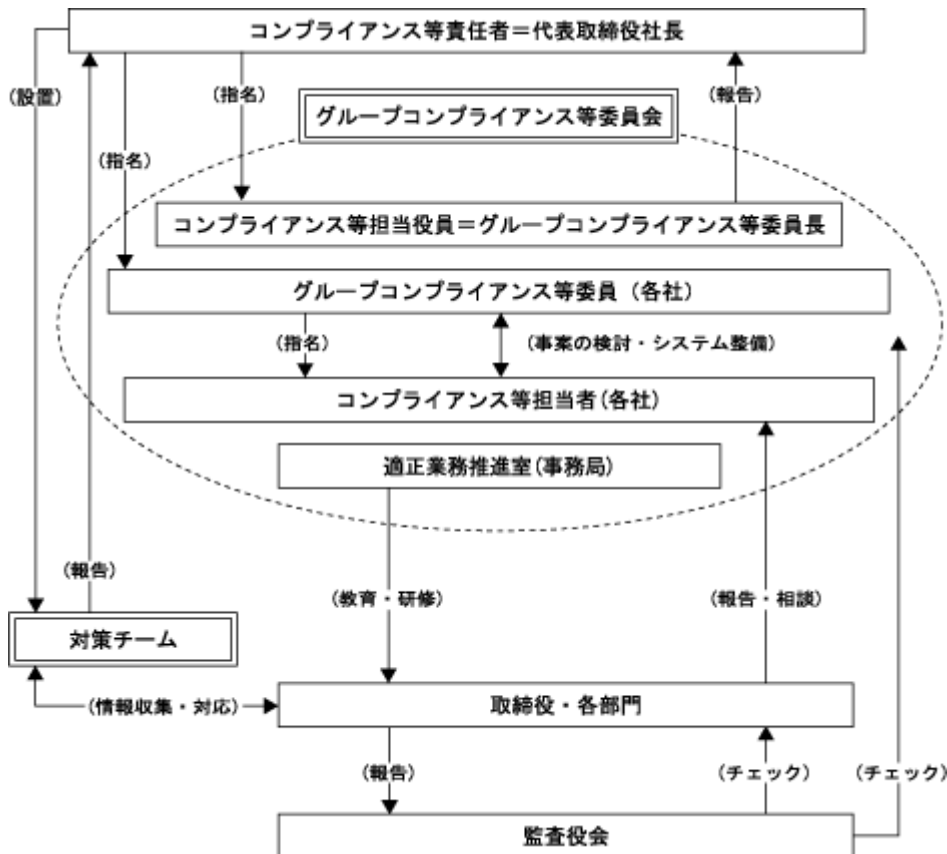 コンプライアンス等責任者＝代表取締役社長
(設置)
(指名)
(報告)
グループコンプライアンス等委員会
(指名)
コンプライアンス等担当役員＝グループコンプライアンス等委員長
グループコンプライアンス等委員（各社）
(指名)
(事案の検討・システム整備)
コンプライアンス等担当者(各社)
適正業務推進室(事務局)
(報告)
(教育・研修)
(報告・相談)
対策チーム
(情報収集・対応)
取締役・各部門
(報告)
(チェック)
(チェック)
監査役会